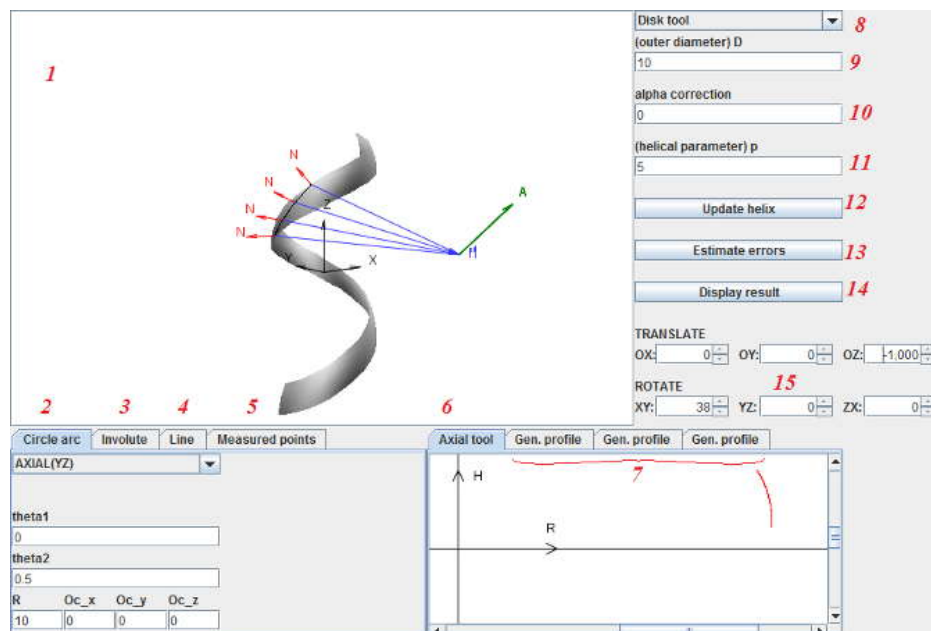 1
N
N
N
N
Z
Y
X
A
Disk tool
8
(outer diameter) D
10
9
alpha correction
0
10
(helical parameter) p
5
11
Update helix
12
Estimate errors
13
Display result
14
TRANSLATE
OX: 0 OY: 0 OZ: -1,000
ROTATE
15
XY: 38 YZ: 0 ZX: 0
2 3 4 5 6
Circle arc Involute Line Measured points
AXIAL(YZ)
theta1
0
theta2
0.5
R Oc_x Oc_y Oc_z
10 0 0 0
Axial tool Gen. profile Gen. profile Gen. profile
7
H
R